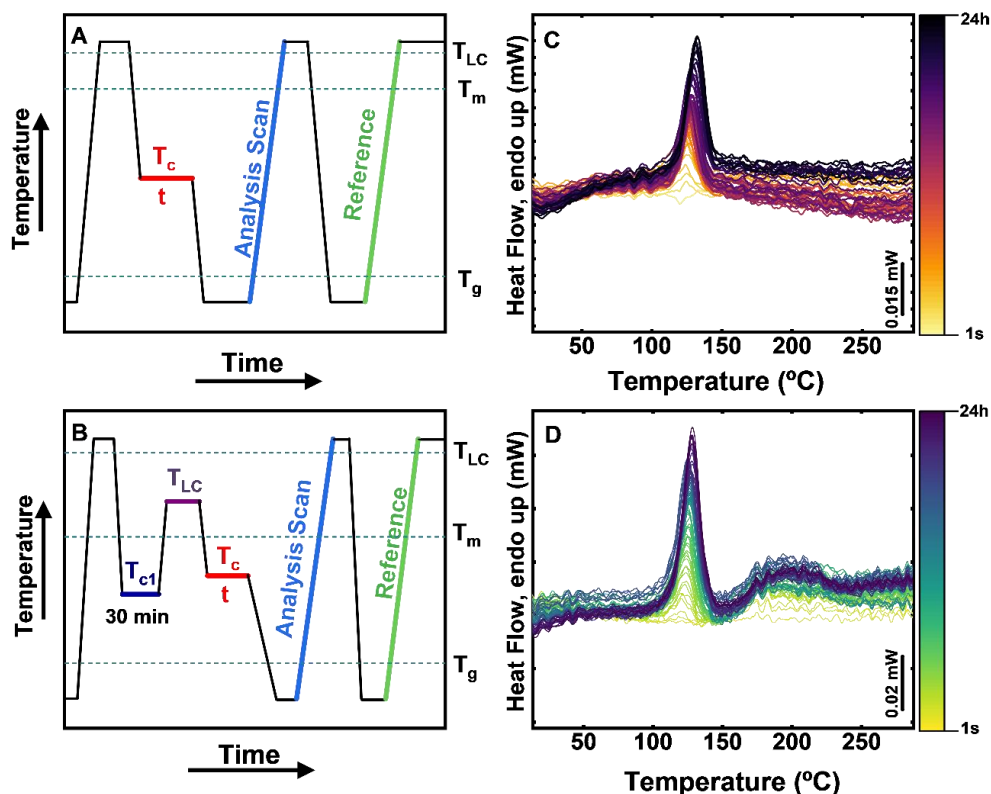 A
Temperature
T_c
t
Analysis Scan
Reference
T_LC
T_m
T_g
Time
C
Heat Flow, endo up (mW)
0.015 mW
50
100
150
200
250
Temperature (ºC)
24h
1s
B
Temperature
T_c1
30 min
T_LC
T_c
t
Analysis Scan
Reference
T_LC
T_m
T_g
Time
D
Heat Flow, endo up (mW)
0.02 mW
50
100
150
200
250
Temperature (ºC)
24h
1s